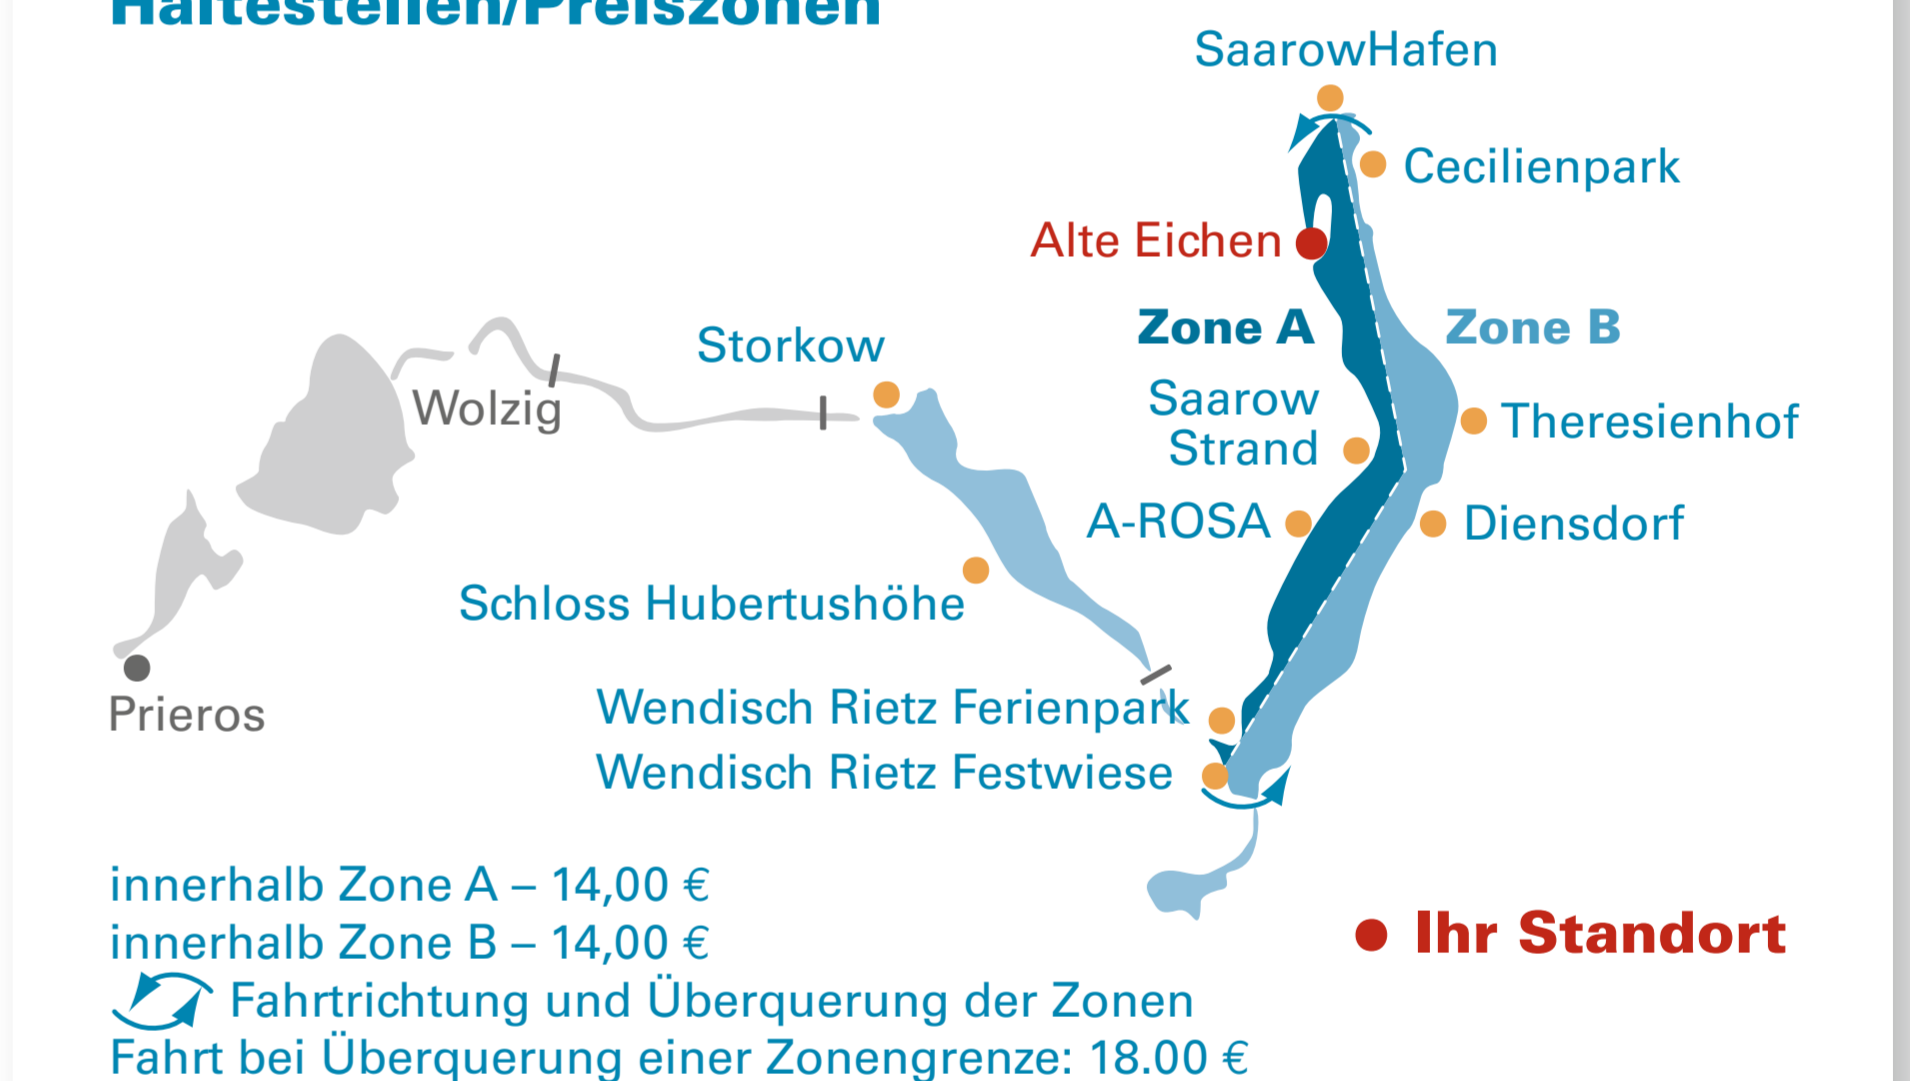 Haltestellen/Preiszonen
SaarowHafen
Cecilienpark
Alte Eichen
Zone A
Zone B
Storkow
Wolzig
Saarow
Strand
Theresienhof
A-ROSA
Diensdorf
Schloss Hubertushöhe
Prieros
Wendisch Rietz Ferienpark
Wendisch Rietz Festwiese
innerhalb Zone A – 14,00 €
innerhalb Zone B – 14,00 €
Fahrtrichtung und Überquerung der Zonen
Fahrt bei Überquerung einer Zonengrenze: 18.00 €
Ihr Standort